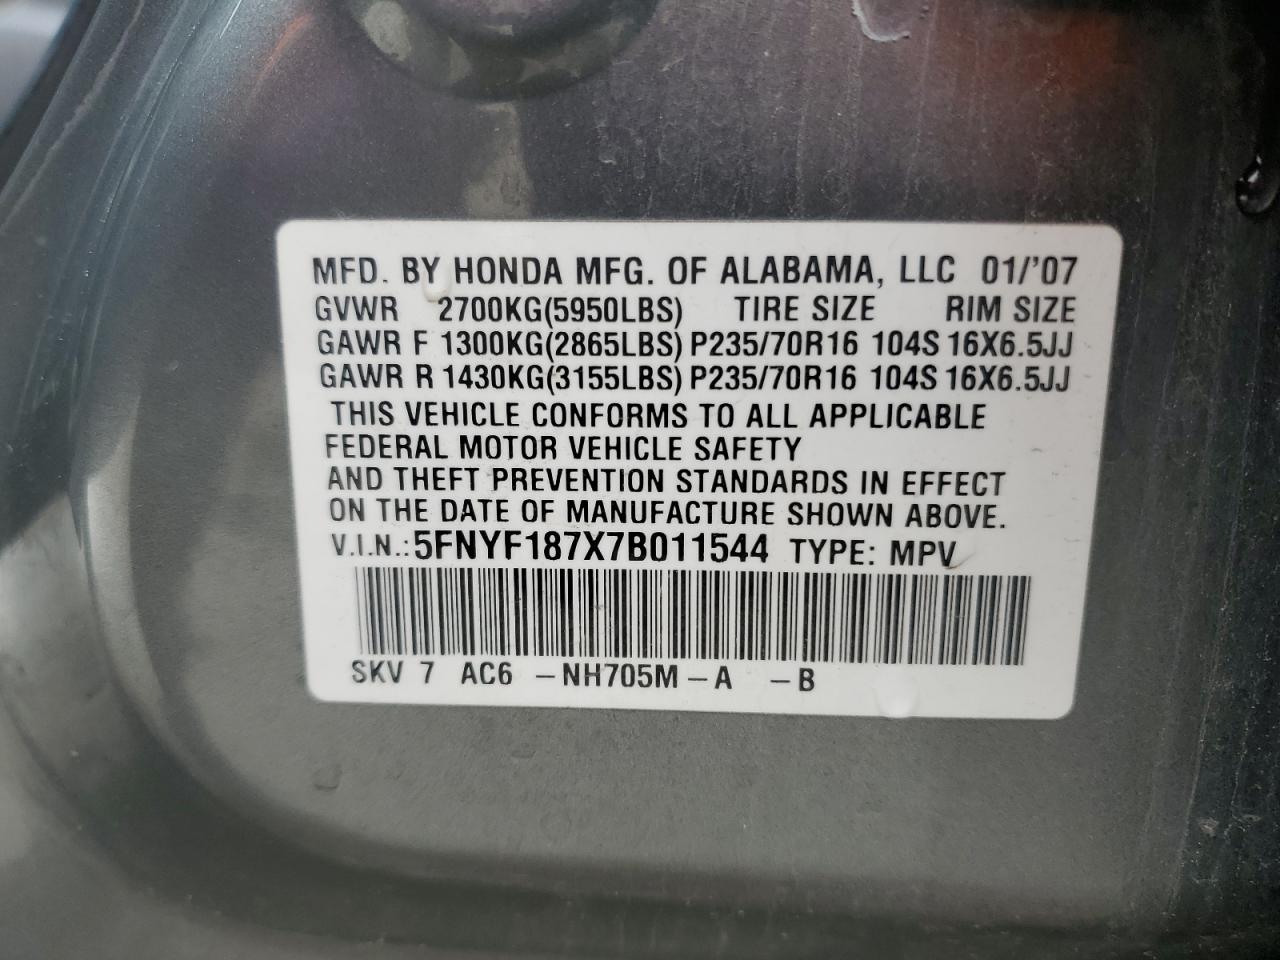 MFD. BY HONDA MFG. OF ALABAMA, LLC 01/'07
GVWR 2700KG(5950LBS) TIRE SIZE RIM SIZE
GAWR F 1300KG(2865LBS) P235/70R16 104S 16X6.5JJ
GAWR R 1430KG(3155LBS) P235/70R16 104S 16X6.5JJ
THIS VEHICLE CONFORMS TO ALL APPLICABLE
FEDERAL MOTOR VEHICLE SAFETY
AND THEFT PREVENTION STANDARDS IN EFFECT
ON THE DATE OF MANUFACTURE SHOWN ABOVE.
V.I.N.: 5FNYF187X7B011544 TYPE: MPV
SKV 7 AC6 -NH705M-A -B